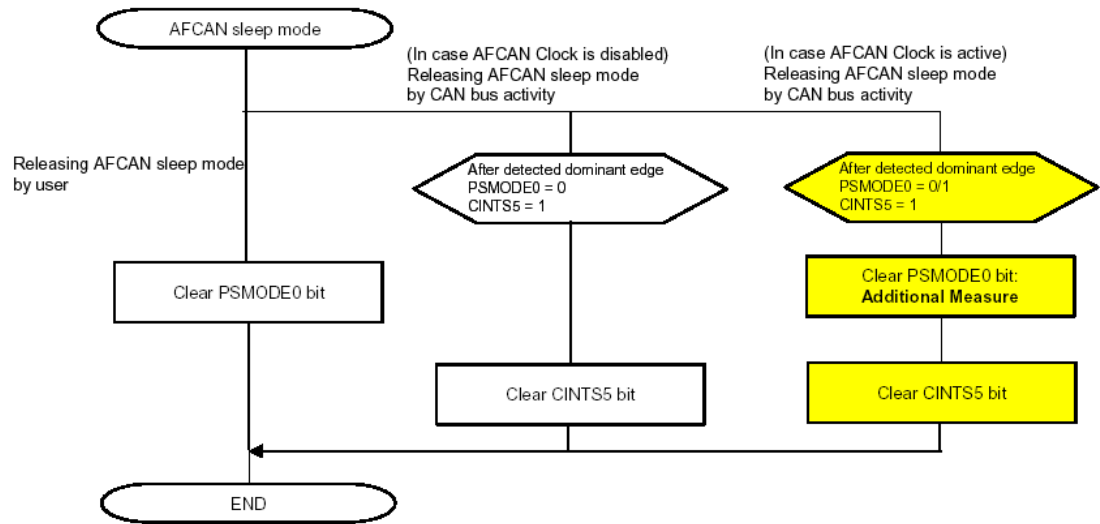 AFCAN sleep mode
(In case AFCAN Clock is disabled)
Releasing AFCAN sleep mode
by CAN bus activity
(In case AFCAN Clock is active)
Releasing AFCAN sleep mode
by CAN bus activity
Releasing AFCAN sleep mode
by user
After detected dominant edge
PSMODE0 = 0
CINTS5 = 1
After detected dominant edge
PSMODE0 = 0/1
CINTS5 = 1
Clear PSMODE0 bit
Clear PSMODE0 bit:
Additional Measure
Clear CINTS5 bit
Clear CINTS5 bit
END